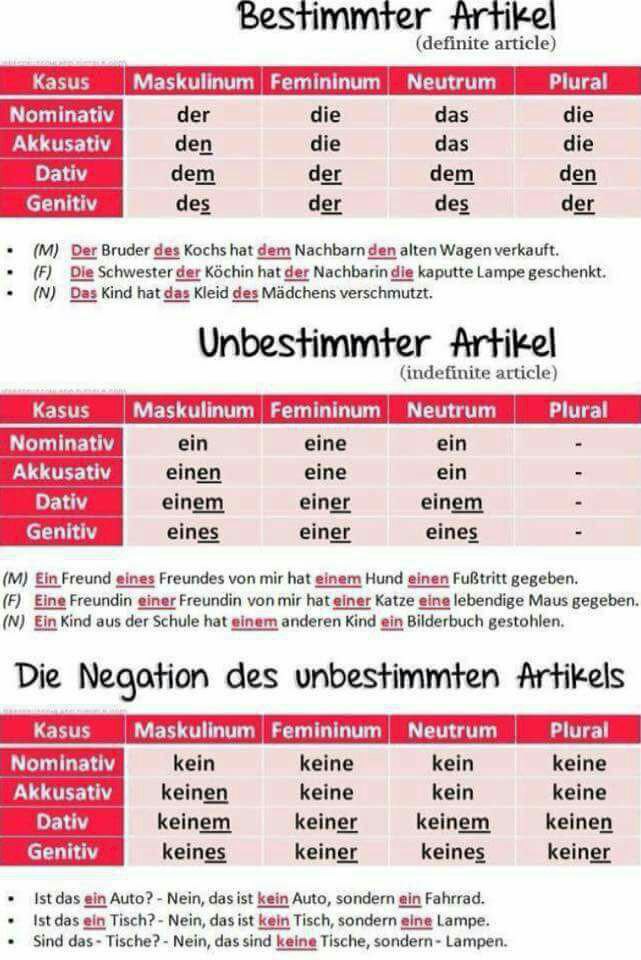 Bestimmter Artikel
(definite article)
Kasus Maskulinum Femininum Neutrum Plural
Nominativ der die das die
Akkusativ den die das die
Dativ dem der dem den
Genitiv des der des der
• (M) Der Bruder des Kochs hat dem Nachbarn den alten Wagen verkauft.
• (F) Die Schwester der Köchin hat der Nachbarin die kaputte Lampe geschenkt.
• (N) Das Kind hat das Kleid des Mädchens verschmutzt.
Unbestimmter Artikel
(indefinite article)
Kasus Maskulinum Femininum Neutrum Plural
Nominativ ein eine ein -
Akkusativ einen eine ein -
Dativ einem einer einem -
Genitiv eines einer eines -
(M) Ein Freund eines Freundes von mir hat einem Hund einen Fußtritt gegeben.
(F) Eine Freundin einer Freundin von mir hat einer Katze eine lebendige Maus gegeben.
(N) Ein Kind aus der Schule hat einem anderen Kind ein Bilderbuch gestohlen.
Die Negation des unbestimmten Artikels
Kasus Maskulinum Femininum Neutrum Plural
Nominativ kein keine kein keine
Akkusativ keinen keine kein keine
Dativ keinem keiner keinem keinen
Genitiv keines keiner keines keiner
• Ist das ein Auto? - Nein, das ist kein Auto, sondern ein Fahrrad.
• Ist das ein Tisch? - Nein, das ist kein Tisch, sondern eine Lampe.
• Sind das - Tische? - Nein, das sind keine Tische, sondern - Lampen.